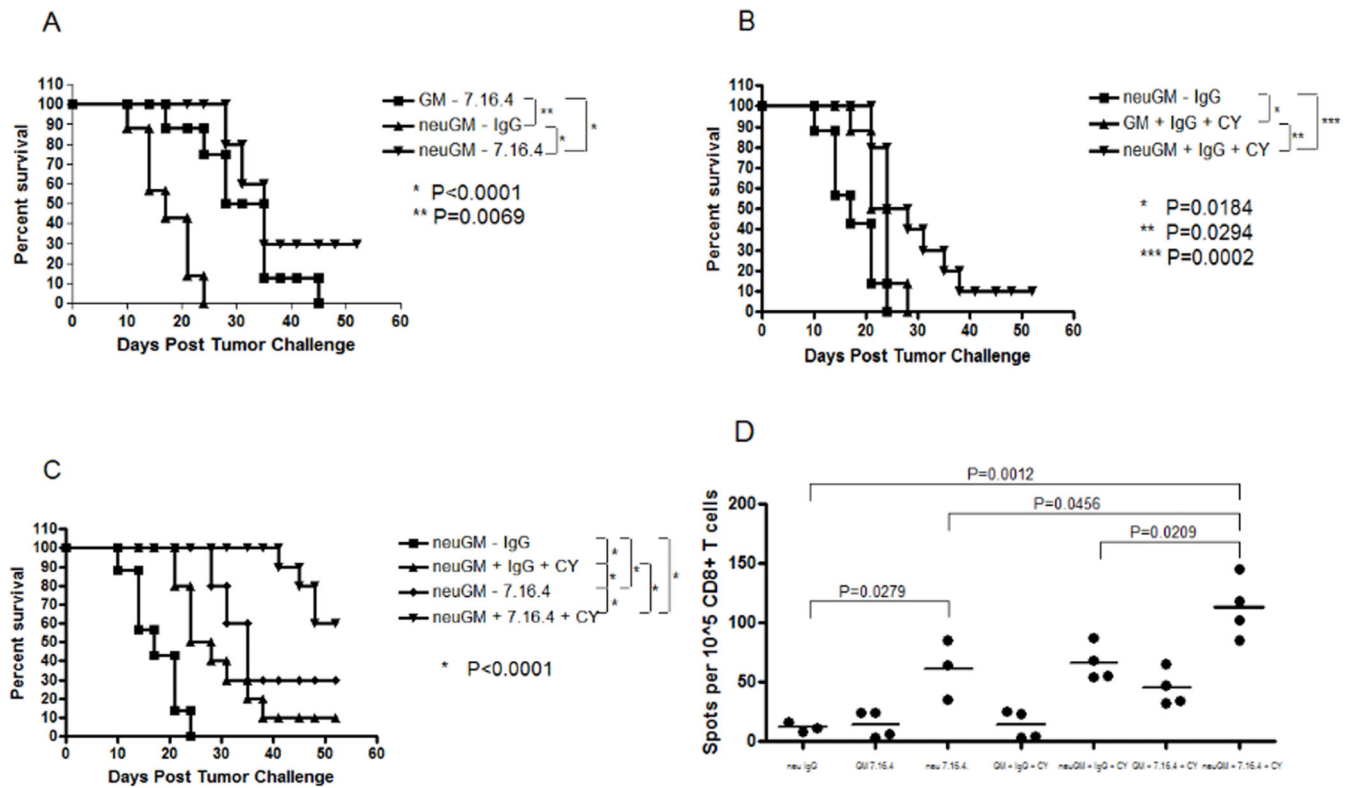 A
110
100
90
80
70
60
50
40
30
20
10
0
0 10 20 30 40 50 60
Percent survival
Days Post Tumor Challenge
GM - 7.16.4
neuGM - IgG
neuGM - 7.16.4
**
*
*
* P<0.0001
** P=0.0069
B
110
100
90
80
70
60
50
40
30
20
10
0
0 10 20 30 40 50 60
Percent survival
Days Post Tumor Challenge
neuGM - IgG
GM + IgG + CY
neuGM + IgG + CY
*
**
***
* P=0.0184
** P=0.0294
*** P=0.0002
C
110
100
90
80
70
60
50
40
30
20
10
0
0 10 20 30 40 50 60
Percent survival
Days Post Tumor Challenge
neuGM - IgG
neuGM + IgG + CY
neuGM - 7.16.4
neuGM + 7.16.4 + CY
*
*
*
*
*
*
* P<0.0001
D
P=0.0012
P=0.0456
P=0.0209
P=0.0279
200
150
100
50
0
Spots per 10^5 CD8+ T cells
neu IgG
GM 7.16.4
neu 7.16.4.
GM + IgG + CY
neuGM + IgG + CY
GM + 7.16.4 + CY
neuGM + 7.16.4 + CY